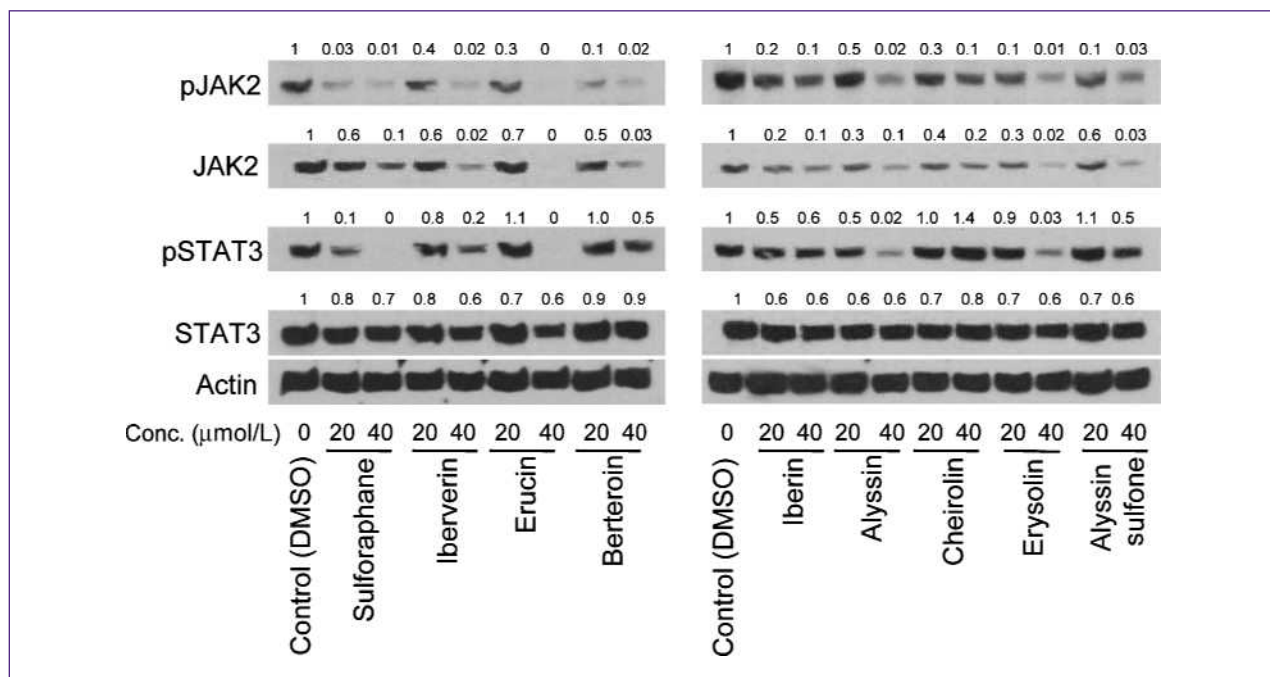 1 0.03 0.01 0.4 0.02 0.3 0 0.1 0.02 1 0.2 0.1 0.5 0.02 0.3 0.1 0.1 0.01 0.1 0.03
pJAK2
1 0.6 0.1 0.6 0.02 0.7 0 0.5 0.03 1 0.2 0.1 0.3 0.1 0.4 0.2 0.3 0.02 0.6 0.03
JAK2
1 0.1 0 0.8 0.2 1.1 0 1.0 0.5 1 0.5 0.6 0.5 0.02 1.0 1.4 0.9 0.03 1.1 0.5
pSTAT3
1 0.8 0.7 0.8 0.6 0.7 0.6 0.9 0.9 1 0.6 0.6 0.6 0.6 0.7 0.8 0.7 0.6 0.7 0.6
STAT3
Actin
Conc. (μmol/L) 0 20 40 20 40 20 40 20 40 0 20 40 20 40 20 40 20 40 20 40
Control (DMSO)
Sulforaphane
Iberverin
Erucin
Berteroin
Control (DMSO)
Iberin
Alyssin
Cheirolin
Erysolin
Alyssin
sulfone